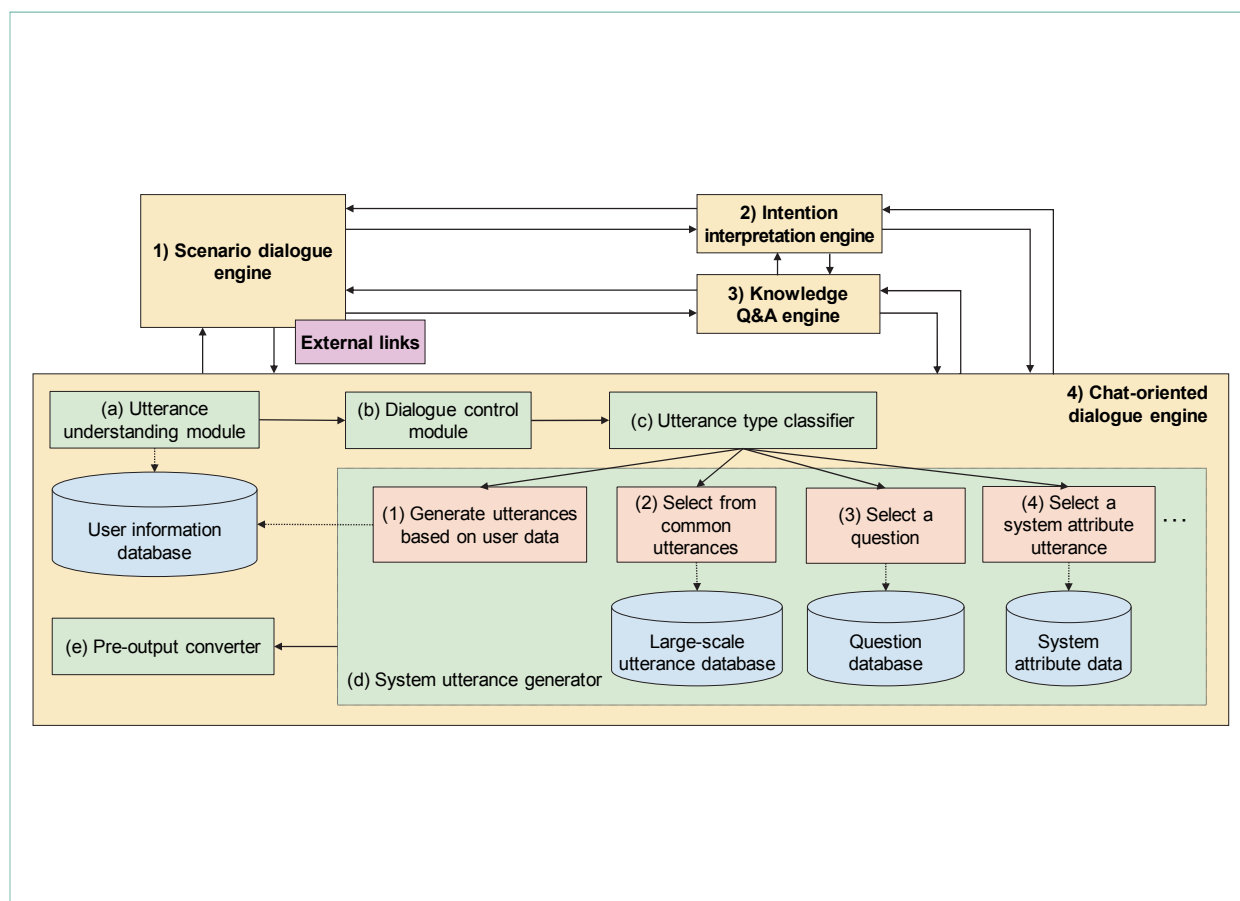 1) Scenario dialogue
engine
2) Intention
interpretation engine
3) Knowledge
Q&A engine
External links
4) Chat-oriented
dialogue engine
(a) Utterance
understanding module
(b) Dialogue control
module
(c) Utterance type classifier
User information
database
(1) Generate utterances
based on user data
(2) Select from
common
utterances
(3) Select a
question
(4) Select a
system attribute
utterance
...
Large-scale
utterance database
Question
database
System
attribute data
(e) Pre-output converter
(d) System utterance generator